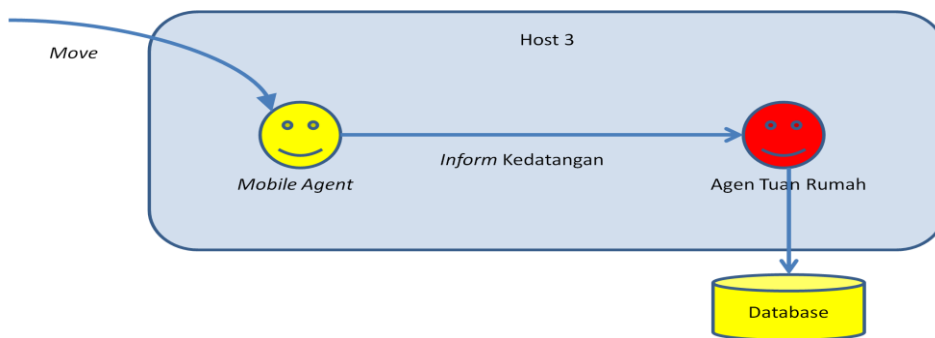 Host 3
Move
Inform Kedatangan
Mobile Agent
Agen Tuan Rumah
Database